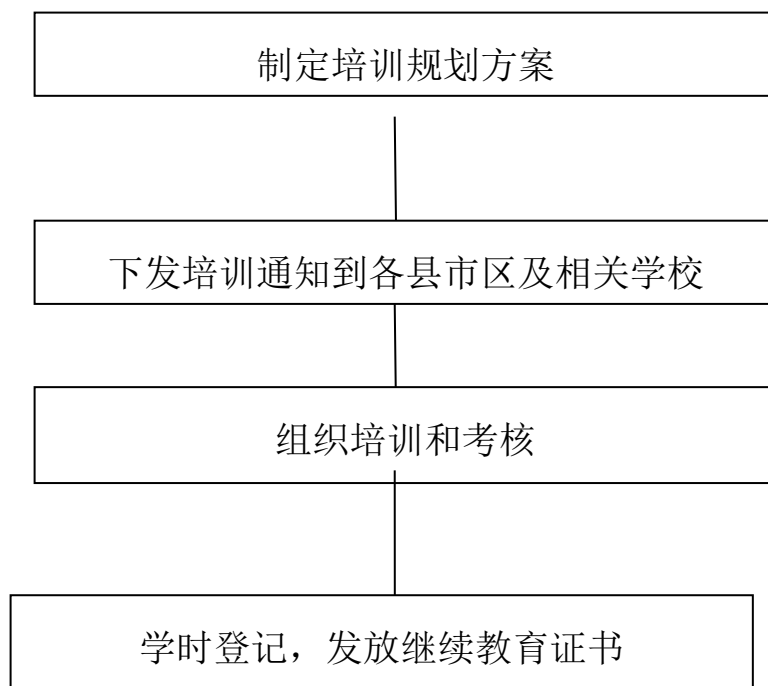 制定培训规划方案
下发培训通知到各县市区及相关学校
组织培训和考核
学时登记，发放继续教育证书